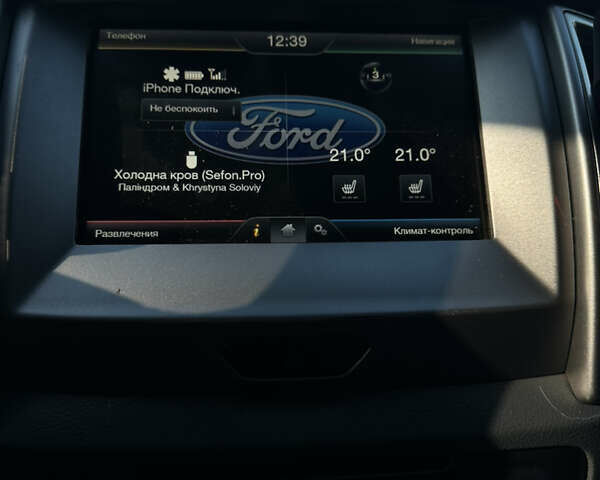 Телефон
12:39
Навигация
3
iPhone Подключ.
Не беспокоить
Ford
21.0°
21.0°
Холодна кров (Sefon.Pro)
Паліндром & Khrystyna Soloviy
Развлечения
i
Климат-контроль